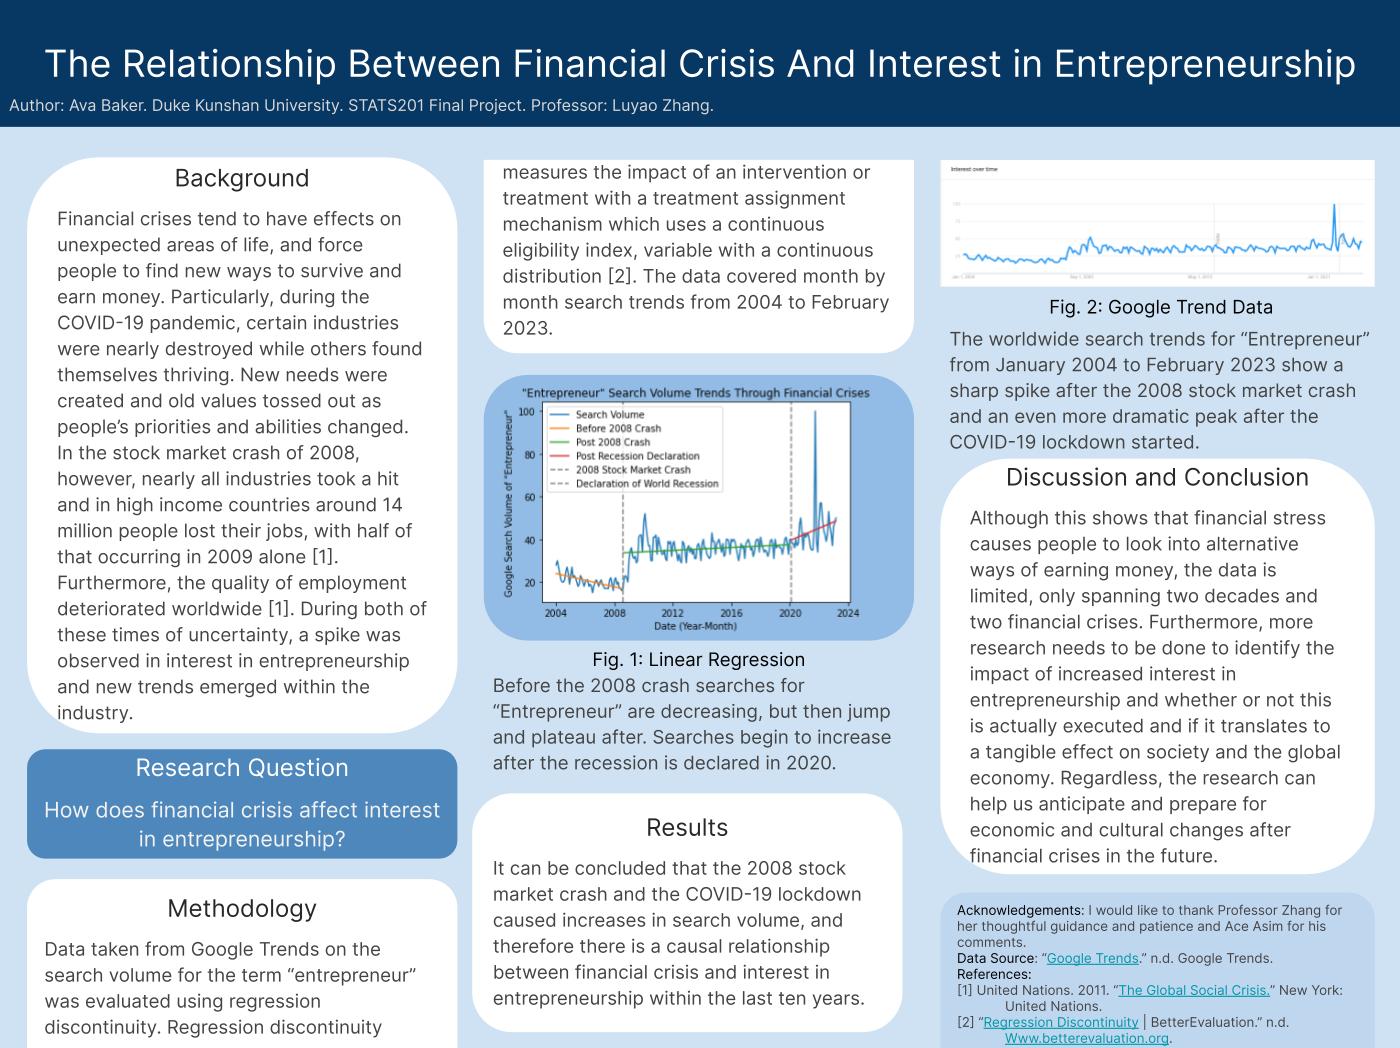 The Relationship Between Financial Crisis And Interest in Entrepreneurship
Author: Ava Baker. Duke Kunshan University. STATS201 Final Project. Professor: Luyao Zhang.
Background
Financial crises tend to have effects on
unexpected areas of life, and force
people to find new ways to survive and
earn money. Particularly, during the
COVID-19 pandemic, certain industries
were nearly destroyed while others found
themselves thriving. New needs were
created and old values tossed out as
people’s priorities and abilities changed.
In the stock market crash of 2008,
however, nearly all industries took a hit
and in high income countries around 14
million people lost their jobs, with half of
that occurring in 2009 alone [1].
Furthermore, the quality of employment
deteriorated worldwide [1]. During both of
these times of uncertainty, a spike was
observed in interest in entrepreneurship
and new trends emerged within the
industry.
Research Question
How does financial crisis affect interest
in entrepreneurship?
Methodology
Data taken from Google Trends on the
search volume for the term “entrepreneur”
was evaluated using regression
discontinuity. Regression discontinuity
measures the impact of an intervention or
treatment with a treatment assignment
mechanism which uses a continuous
eligibility index, variable with a continuous
distribution [2]. The data covered month by
month search trends from 2004 to February
2023.
"Entrepreneur" Search Volume Trends Through Financial Crises
Google Search Volume of "Entrepreneur"
100
80
60
40
20
Search Volume
Before 2008 Crash
Post 2008 Crash
Post Recession Declaration
2008 Stock Market Crash
Declaration of World Recession
2004 2008 2012 2016 2020 2024
Date (Year-Month)
Fig. 1: Linear Regression
Before the 2008 crash searches for
“Entrepreneur” are decreasing, but then jump
and plateau after. Searches begin to increase
after the recession is declared in 2020.
Results
It can be concluded that the 2008 stock
market crash and the COVID-19 lockdown
caused increases in search volume, and
therefore there is a causal relationship
between financial crisis and interest in
entrepreneurship within the last ten years.
Interest over time
Fig. 2: Google Trend Data
The worldwide search trends for “Entrepreneur”
from January 2004 to February 2023 show a
sharp spike after the 2008 stock market crash
and an even more dramatic peak after the
COVID-19 lockdown started.
Discussion and Conclusion
Although this shows that financial stress
causes people to look into alternative
ways of earning money, the data is
limited, only spanning two decades and
two financial crises. Furthermore, more
research needs to be done to identify the
impact of increased interest in
entrepreneurship and whether or not this
is actually executed and if it translates to
a tangible effect on society and the global
economy. Regardless, the research can
help us anticipate and prepare for
economic and cultural changes after
financial crises in the future.
Acknowledgements: I would like to thank Professor Zhang for
her thoughtful guidance and patience and Ace Asim for his
comments.
Data Source: “Google Trends.” n.d. Google Trends.
References:
[1] United Nations. 2011. “The Global Social Crisis.” New York:
United Nations.
[2] “Regression Discontinuity | BetterEvaluation.” n.d.
Www.betterevaluation.org.